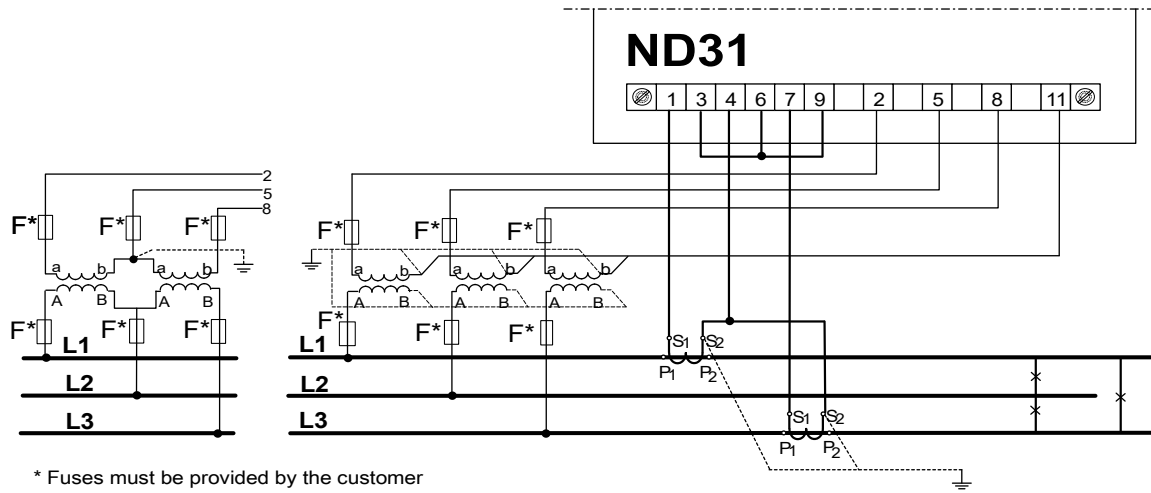 ND31
1 3 4 6 7 9 2 5 8 11
2
5
8
F* F* F* F* F* F*
a b b a b a b a b
A B A B A B A B A B
F* F* F* F* F* F*
L1 L1 S1 S2
P1 P2
L2 L2
L3 L3 S1 S2
P1 P2
* Fuses must be provided by the customer